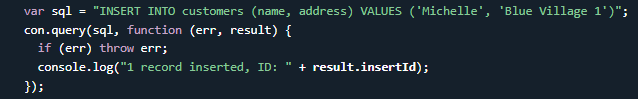 var sql = "INSERT INTO customers (name, address) VALUES ('Michelle', 'Blue Village 1')";
con.query(sql, function (err, result) {
  if (err) throw err;
  console.log("1 record inserted, ID: " + result.insertId);
});